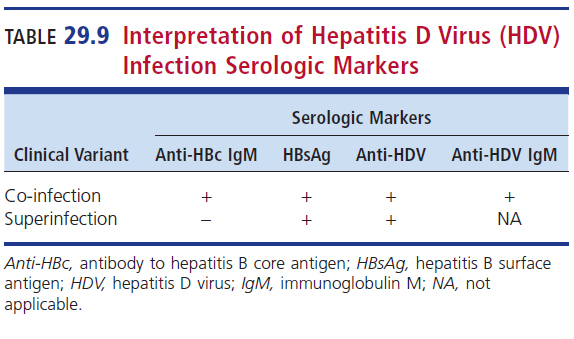 TABLE 29.9 Interpretation of Hepatitis D Virus (HDV)
Infection Serologic Markers
Serologic Markers
Clinical Variant Anti-HBc IgM HBsAg Anti-HDV Anti-HDV IgM
Co-infection + + + +
Superinfection – + + NA
Anti-HBc, antibody to hepatitis B core antigen; HBsAg, hepatitis B surface
antigen; HDV, hepatitis D virus; IgM, immunoglobulin M; NA, not
applicable.